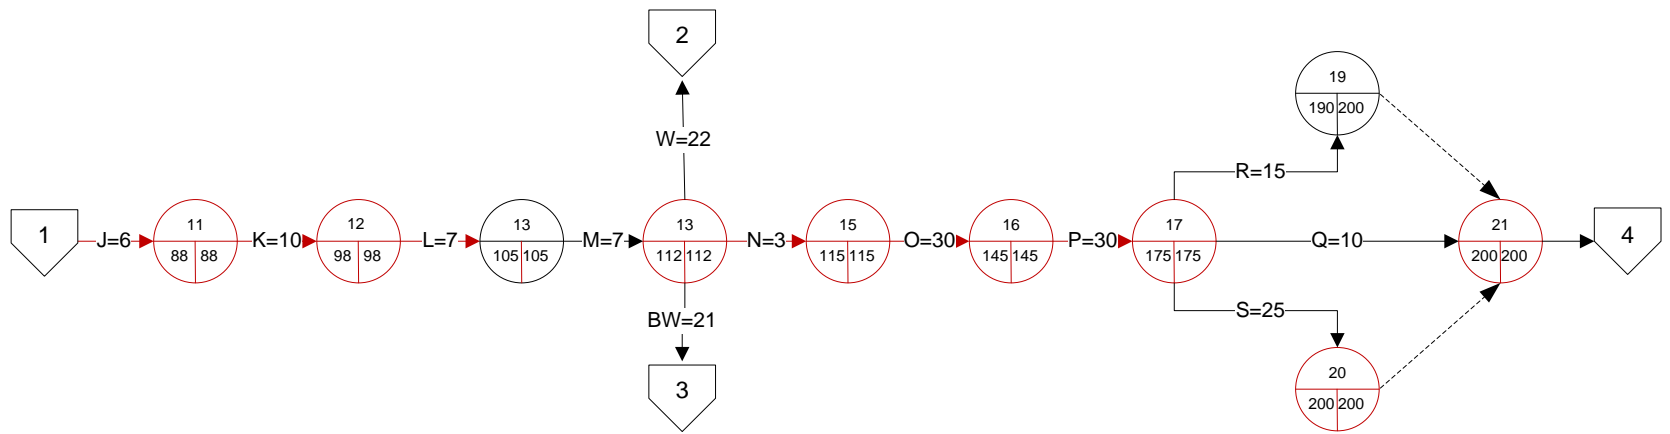 2
19
190 200
W=22
R=15
1
J=6
11
88 88
K=10
12
98 98
L=7
13
105 105
M=7
13
112 112
N=3
15
115 115
O=30
16
145 145
P=30
17
175 175
Q=10
21
200 200
4
BW=21
S=25
3
20
200 200